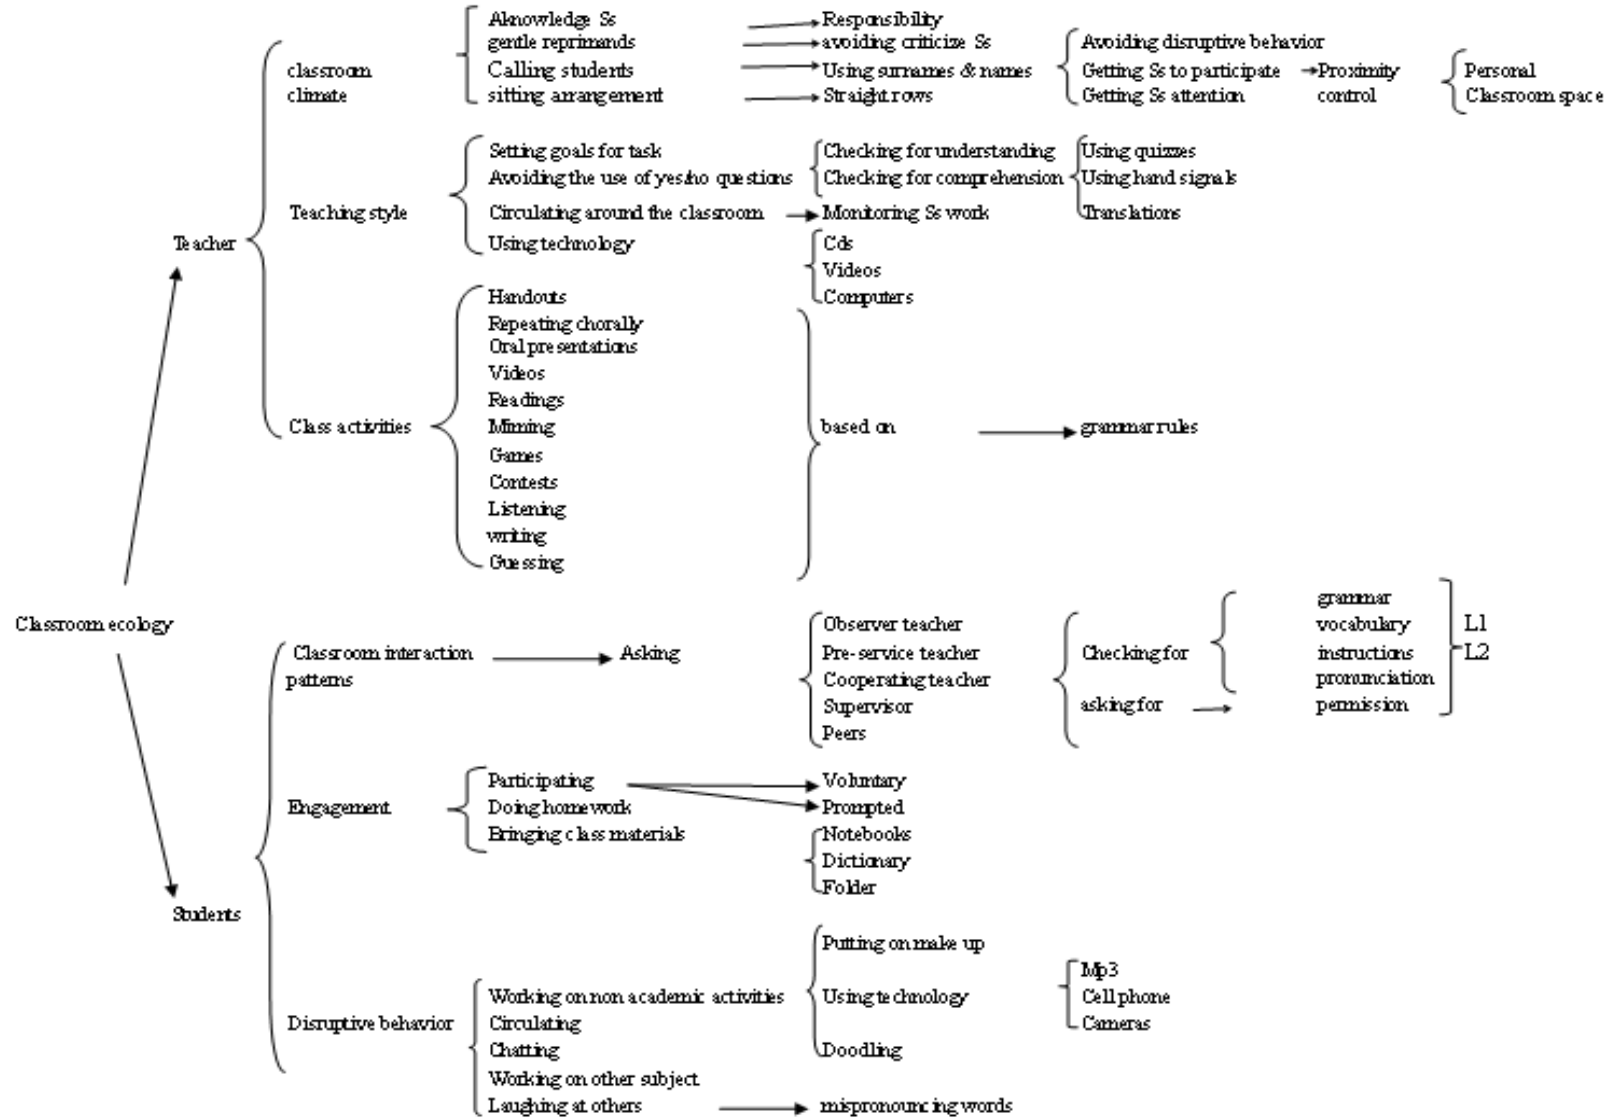 Aknowledge Ss
Responsibility
gentle reprimands
avoiding criticize Ss
Avoiding disruptive behavior
classroom
climate
Calling students
Using surnames & names
Getting Ss to participate
Proximity
control
Personal
sitting arrangement
Straight rows
Getting Ss attention
Classroom space
Setting goals for task
Checking for understanding
Using quizzes
Avoiding the use of yes/no questions
Checking for comprehension
Using hand signals
Teaching style
Circulating around the classroom
Monitoring Ss work
Translations
Teacher
Using technology
Cds
Videos
Computers
Handouts
Repeating chorally
Oral presentations
Videos
Readings
Class activities
Miming
based on
grammar rules
Games
Contests
Listening
writing
Guessing
Classroom ecology
grammar
Observer teacher
vocabulary
L1
Classroom interaction
patterns
Asking
Pre-service teacher
Checking for
instructions
L2
Cooperating teacher
pronunciation
Supervisor
asking for
permission
Peers
Participating
Voluntary
Engagement
Doing homework
Prompted
Bringing class materials
Notebooks
Dictionary
Folder
Students
Putting on make up
Mp3
Working on non academic activities
Using technology
Cell phone
Disruptive behavior
Circulating
Cameras
Chatting
Doodling
Working on other subject
Laughing at others
mispronouncing words